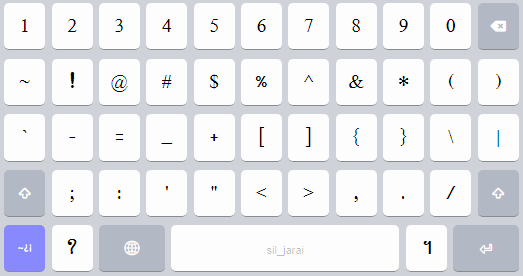 1 2 3 4 5 6 7 8 9 0
~ ! @ # $ % ^ & * ( )
` - = _ + [ ] { } \ |
; : ' " < > , . /
~¿¡ ? sil_jarai ។